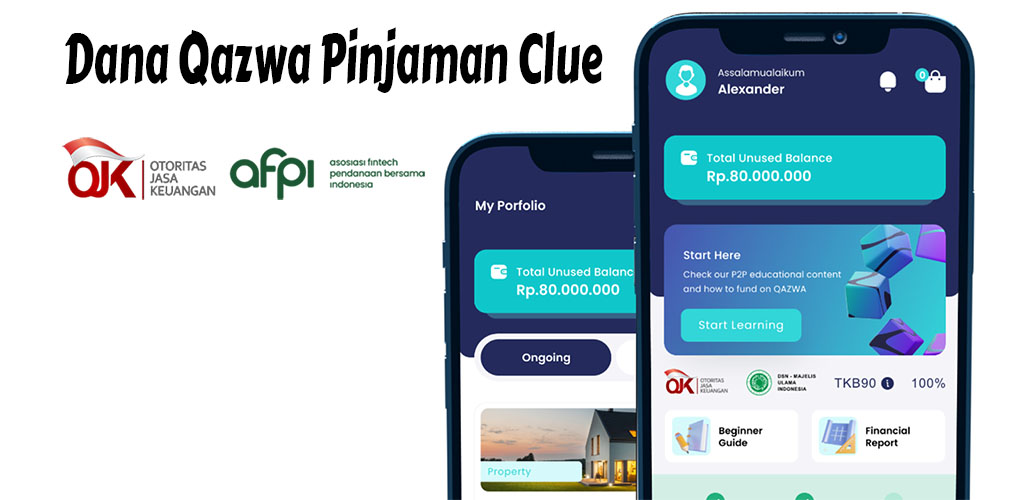 Dana Qazwa Pinjaman Clue
OJK
OTORITAS
JASA
KEUANGAN
afpi
asosiasi fintech
pendanaan bersama
indonesia
My Porfolio
Total Unused Balanc
Rp.80.000.000
Ongoing
Property
Assalamualaikum
Alexander
0
Total Unused Balance
Rp.80.000.000
Start Here
Check our P2P educational content
and how to fund on QAZWA
Start Learning
OJK
OTORITAS
JASA
KEUANGAN
DSN - MAJELIS
ULAMA
INDONESIA
TKB90 i 100%
Beginner
Guide
Financial
Report